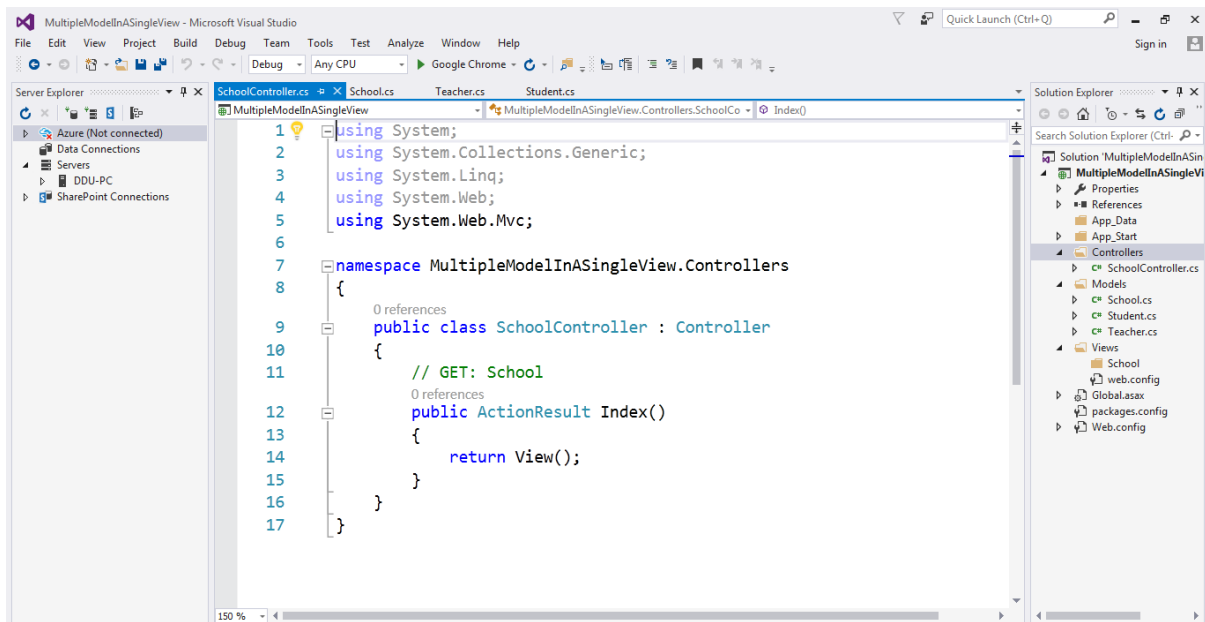 MultipleModelInASingleView - Microsoft Visual Studio
Quick Launch (Ctrl+Q)
File Edit View Project Build Debug Team Tools Test Analyze Window Help
Sign in
Debug Any CPU Google Chrome
Server Explorer
SchoolController.cs School.cs Teacher.cs Student.cs
Solution Explorer
MultipleModelInASingleView MultipleModelInASingleView.Controllers.SchoolCo Index()
Azure (Not connected)
Data Connections
Servers
DDU-PC
SharePoint Connections
1 using System;
2 using System.Collections.Generic;
3 using System.Linq;
4 using System.Web;
5 using System.Web.Mvc;
6
7 namespace MultipleModelInASingleView.Controllers
8 {
0 references
9 public class SchoolController : Controller
10 {
11 // GET: School
0 references
12 public ActionResult Index()
13 {
14 return View();
15 }
16 }
17 }
150 %
Search Solution Explorer (Ctrl-
Solution 'MultipleModelInASin
MultipleModelInASingleVi
Properties
References
App_Data
App_Start
Controllers
C# SchoolController.cs
Models
C# School.cs
C# Student.cs
C# Teacher.cs
Views
School
web.config
Global.asax
packages.config
Web.config